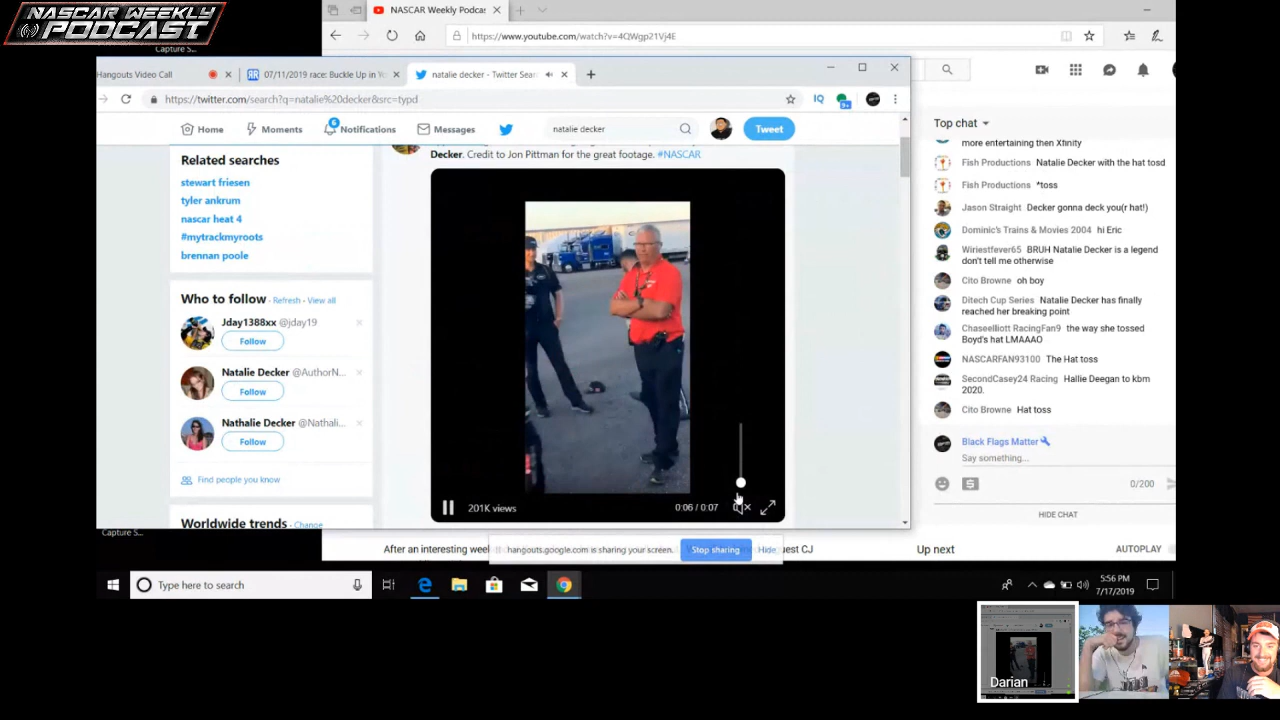 NASCAR WEEKLY
PODCAST
Capture S...
NASCAR Weekly Podcas
https://www.youtube.com/watch?v=4QWgp21Vj4E
Hangouts Video Call
07/11/2019 race: Buckle Up in Yo
natalie decker - Twitter Sear
https://twitter.com/search?q=natalie%20decker&src=typd
IQ
9+
Home
Moments
6
Notifications
Messages
natalie decker
Tweet
Related searches
stewart friesen
tyler ankrum
nascar heat 4
#mytrackmyroots
brennan poole
Who to follow · Refresh · View all
Jday1388xx @jday19
Follow
Natalie Decker @AuthorN...
Follow
Nathalie Decker @Nathali...
Follow
Find people you know
Worldwide trends · Change
Decker. Credit to Jon Pittman for the great footage. #NASCAR
201K views
0:06 / 0:07
Top chat
more entertaining then Xfinity
Fish Productions Natalie Decker with the hat tosd
Fish Productions *toss
Jason Straight Decker gonna deck you(r hat!)
Dominic's Trains & Movies 2004 hi Eric
Wiriestfever65 BRUH Natalie Decker is a legend
don't tell me otherwise
Cito Browne oh boy
Ditech Cup Series Natalie Decker has finally
reached her breaking point
Chaseelliott RacingFan9 the way she tossed
Boyd's hat LMAAAO
NASCARFAN93100 The Hat toss
SecondCasey24 Racing Hallie Deegan to kbm
2020.
Cito Browne Hat toss
Black Flags Matter
Say something...
0/200
HIDE CHAT
Capture S...
After an interesting weel
hangouts.google.com is sharing your screen.
Stop sharing
Hide
uest CJ
Up next
AUTOPLAY
Type here to search
5:56 PM
7/17/2019
Darian